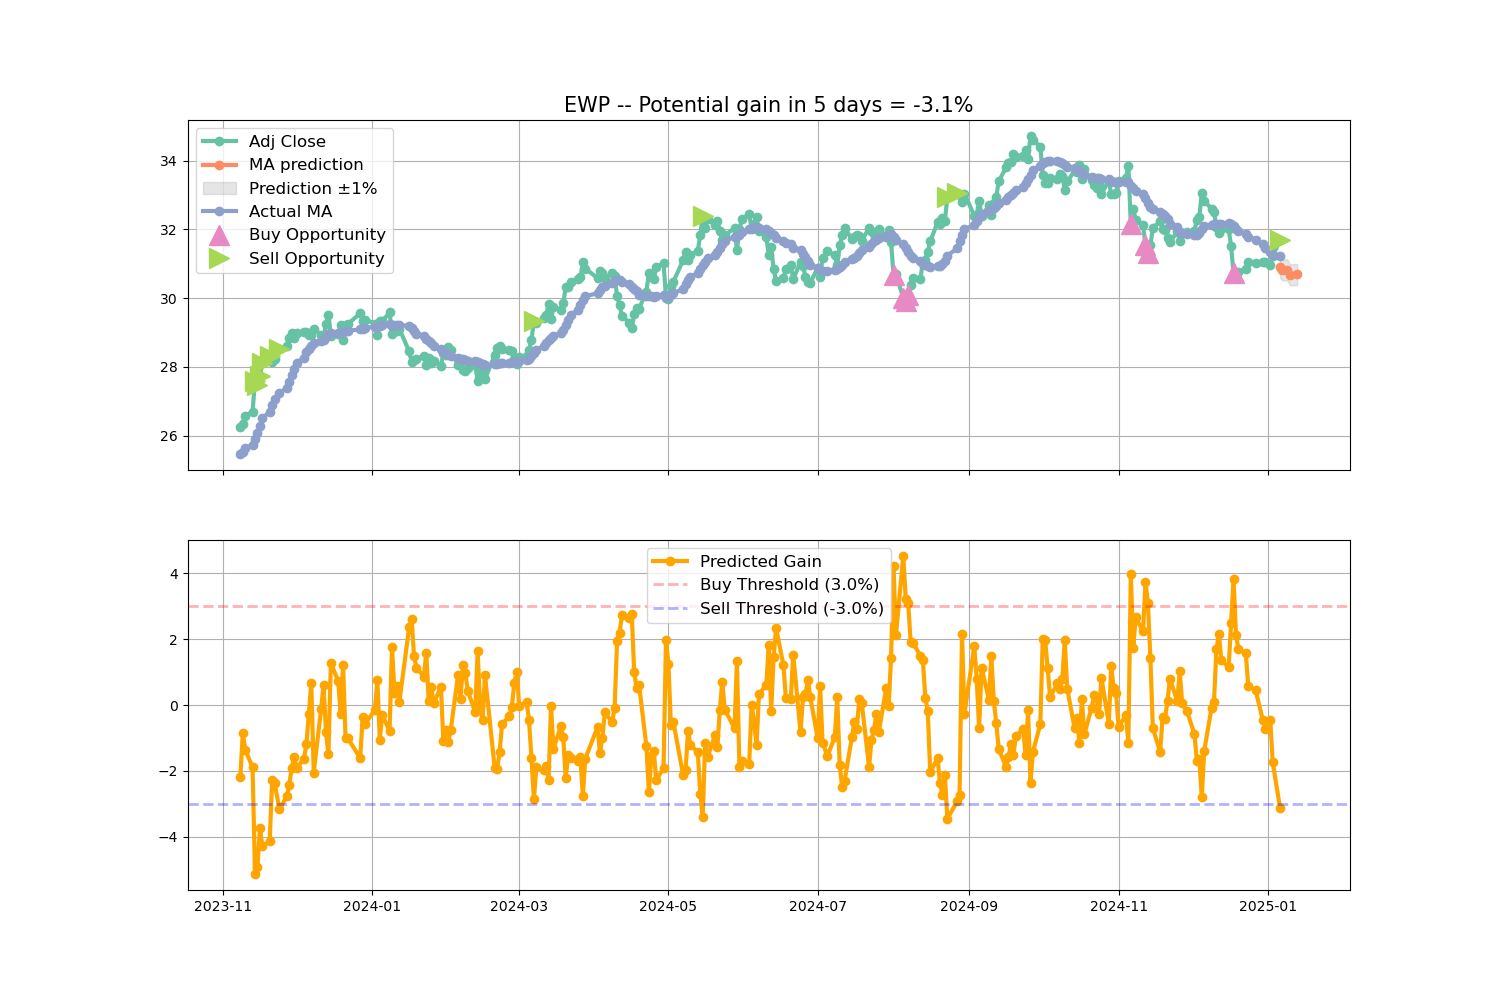 EWP -- Potential gain in 5 days = -3.1%
Adj Close
MA prediction
Prediction ±1%
Actual MA
Buy Opportunity
Sell Opportunity
34
32
30
28
26
Predicted Gain
Buy Threshold (3.0%)
Sell Threshold (-3.0%)
4
2
0
−2
−4
2023-11
2024-01
2024-03
2024-05
2024-07
2024-09
2024-11
2025-01